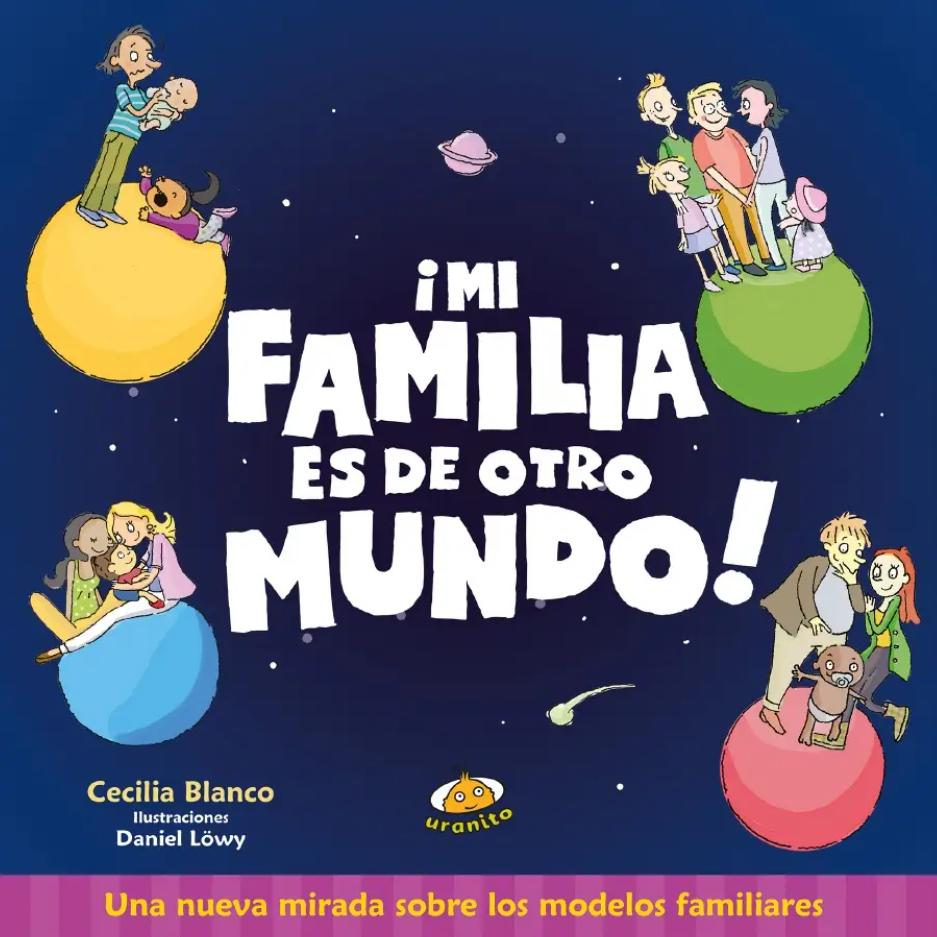 ¡MI
FAMILIA
ES DE OTRO
MUNDO!
Cecilia Blanco
Ilustraciones
Daniel Löwy
uranito
Una nueva mirada sobre los modelos familiares